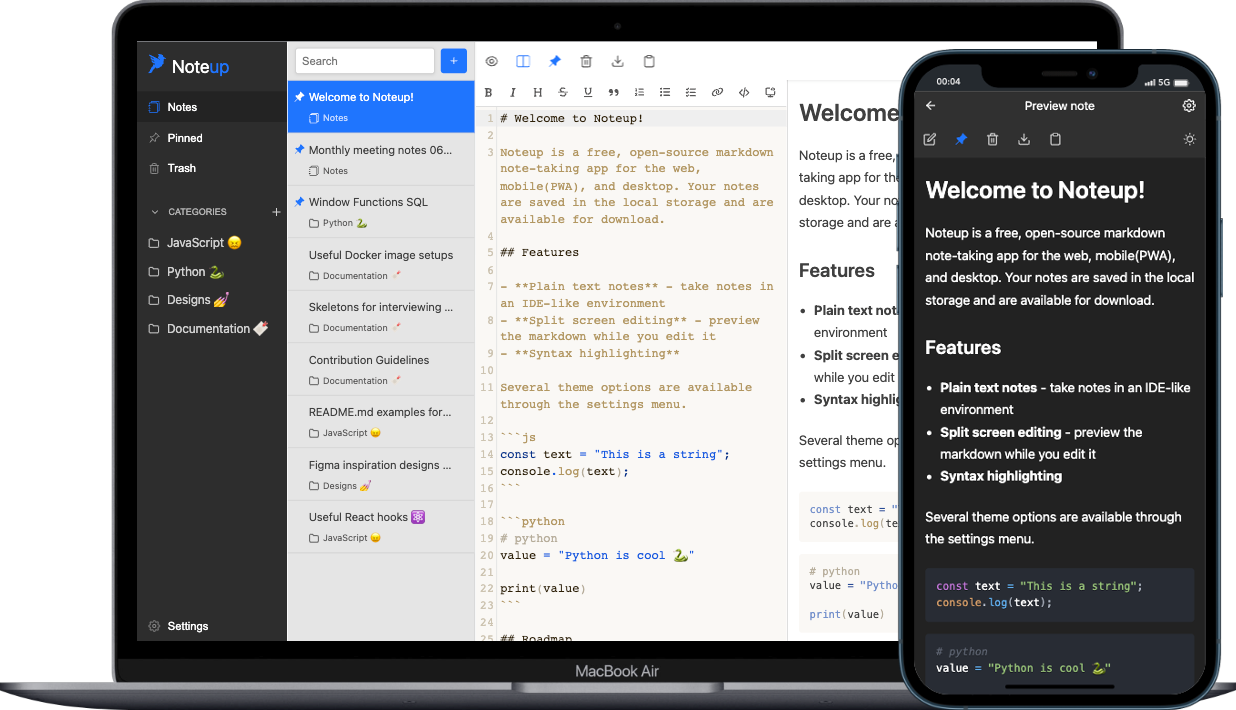 Noteup
Notes
Pinned
Trash
CATEGORIES
JavaScript 😠
Python 🐍
Designs 💅
Documentation
Settings
Search
+
Welcome to Noteup!
Notes
Monthly meeting notes 06...
Notes
Window Functions SQL
Python 🐍
Useful Docker image setups
Documentation
Skeletons for interviewing ...
Documentation
Contribution Guidelines
Documentation
README.md examples for...
JavaScript
Figma inspiration designs ...
Designs 💅
Useful React hooks ⚛️
JavaScript
B I H S U
1 # Welcome to Noteup!
2
3 Noteup is a free, open-source markdown
note-taking app for the web,
mobile(PWA), and desktop. Your notes
are saved in the local storage and are
available for download.
4
5 ## Features
6
7 - **Plain text notes** - take notes in
an IDE-like environment
8 - **Split screen editing** - preview
the markdown while you edit it
9 - **Syntax highlighting**
10
11 Several theme options are available
through the settings menu.
12
13 ```js
14 const text = "This is a string";
15 console.log(text);
16 ```
17
18 ```python
19 # python
20 value = "Python is cool 🐍"
21
22 print(value)
23 ```
24
25 ## Roadmap
Welcome
Noteup is a free,
taking app for the
desktop. Your no
storage and are a
Features
• Plain text not
environment
• Split screen e
while you edit
• Syntax highlig
Several theme op
settings menu.
const text = "
console.log(te
# python
value = "Pytho
print(value)
MacBook Air
00:04
5G
Preview note
Welcome to Noteup!
Noteup is a free, open-source markdown
note-taking app for the web, mobile(PWA),
and desktop. Your notes are saved in the local
storage and are available for download.
Features
• Plain text notes - take notes in an IDE-like
environment
• Split screen editing - preview the
markdown while you edit it
• Syntax highlighting
Several theme options are available through
the settings menu.
const text = "This is a string";
console.log(text);
# python
value = "Python is cool 🐍"